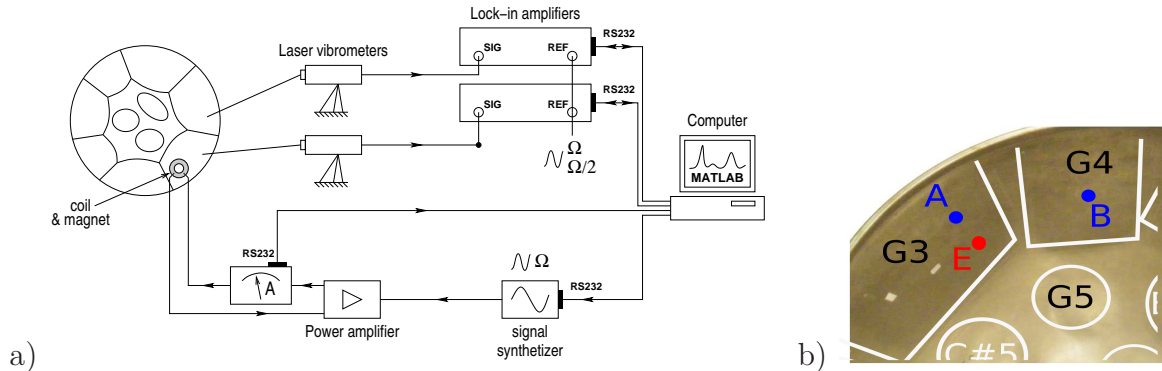 Lock−in amplifiers
SIG
REF
RS232
Laser vibrometers
SIG
REF
RS232
Ω
Ω/2
Computer
MATLAB
coil
& magnet
RS232
A
Power amplifier
Ω
RS232
signal
synthetizer
a)
G4
A
B
G3
E
G5
C#5
b)